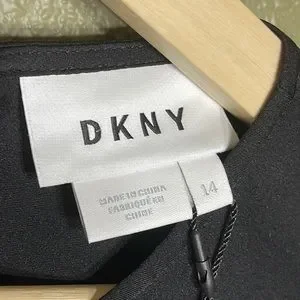 DKNY
MADE IN CHINA
FABRIQUÉ EN
CHINE
14